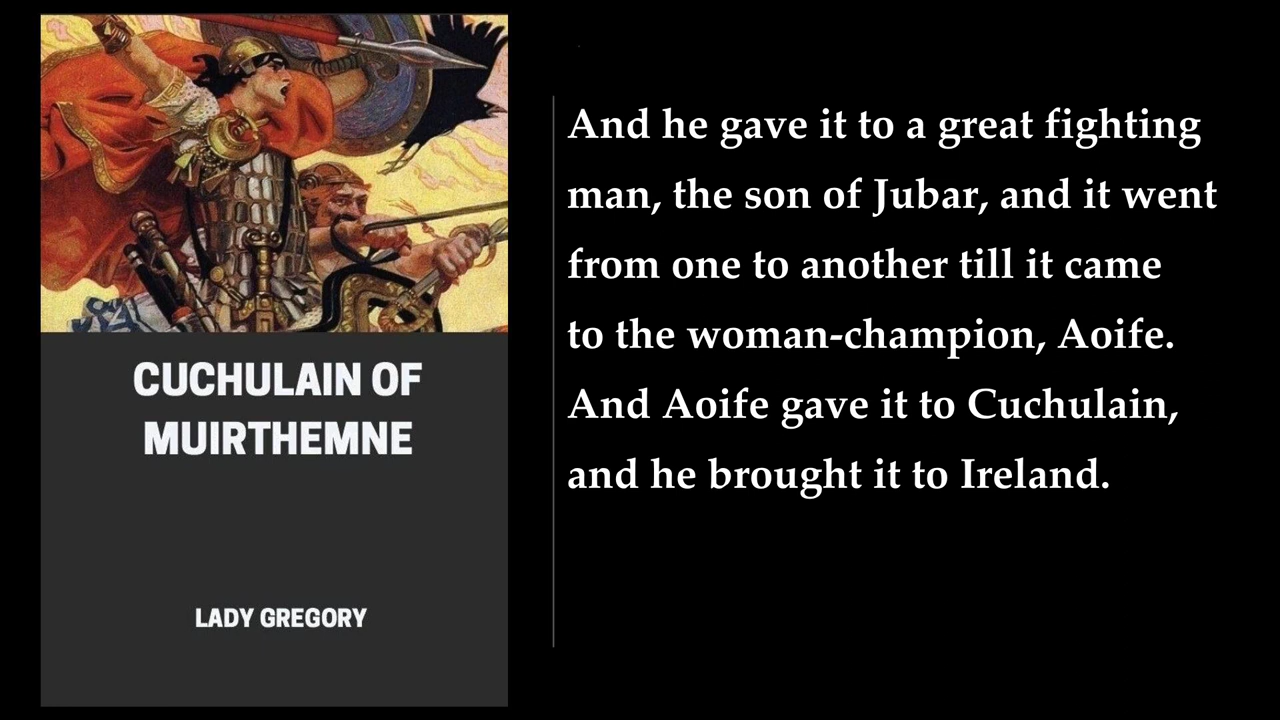 CUCHULAIN OF
MUIRTHEMNE
LADY GREGORY
And he gave it to a great fighting
man, the son of Jubar, and it went
from one to another till it came
to the woman-champion, Aoife.
And Aoife gave it to Cuchulain,
and he brought it to Ireland.